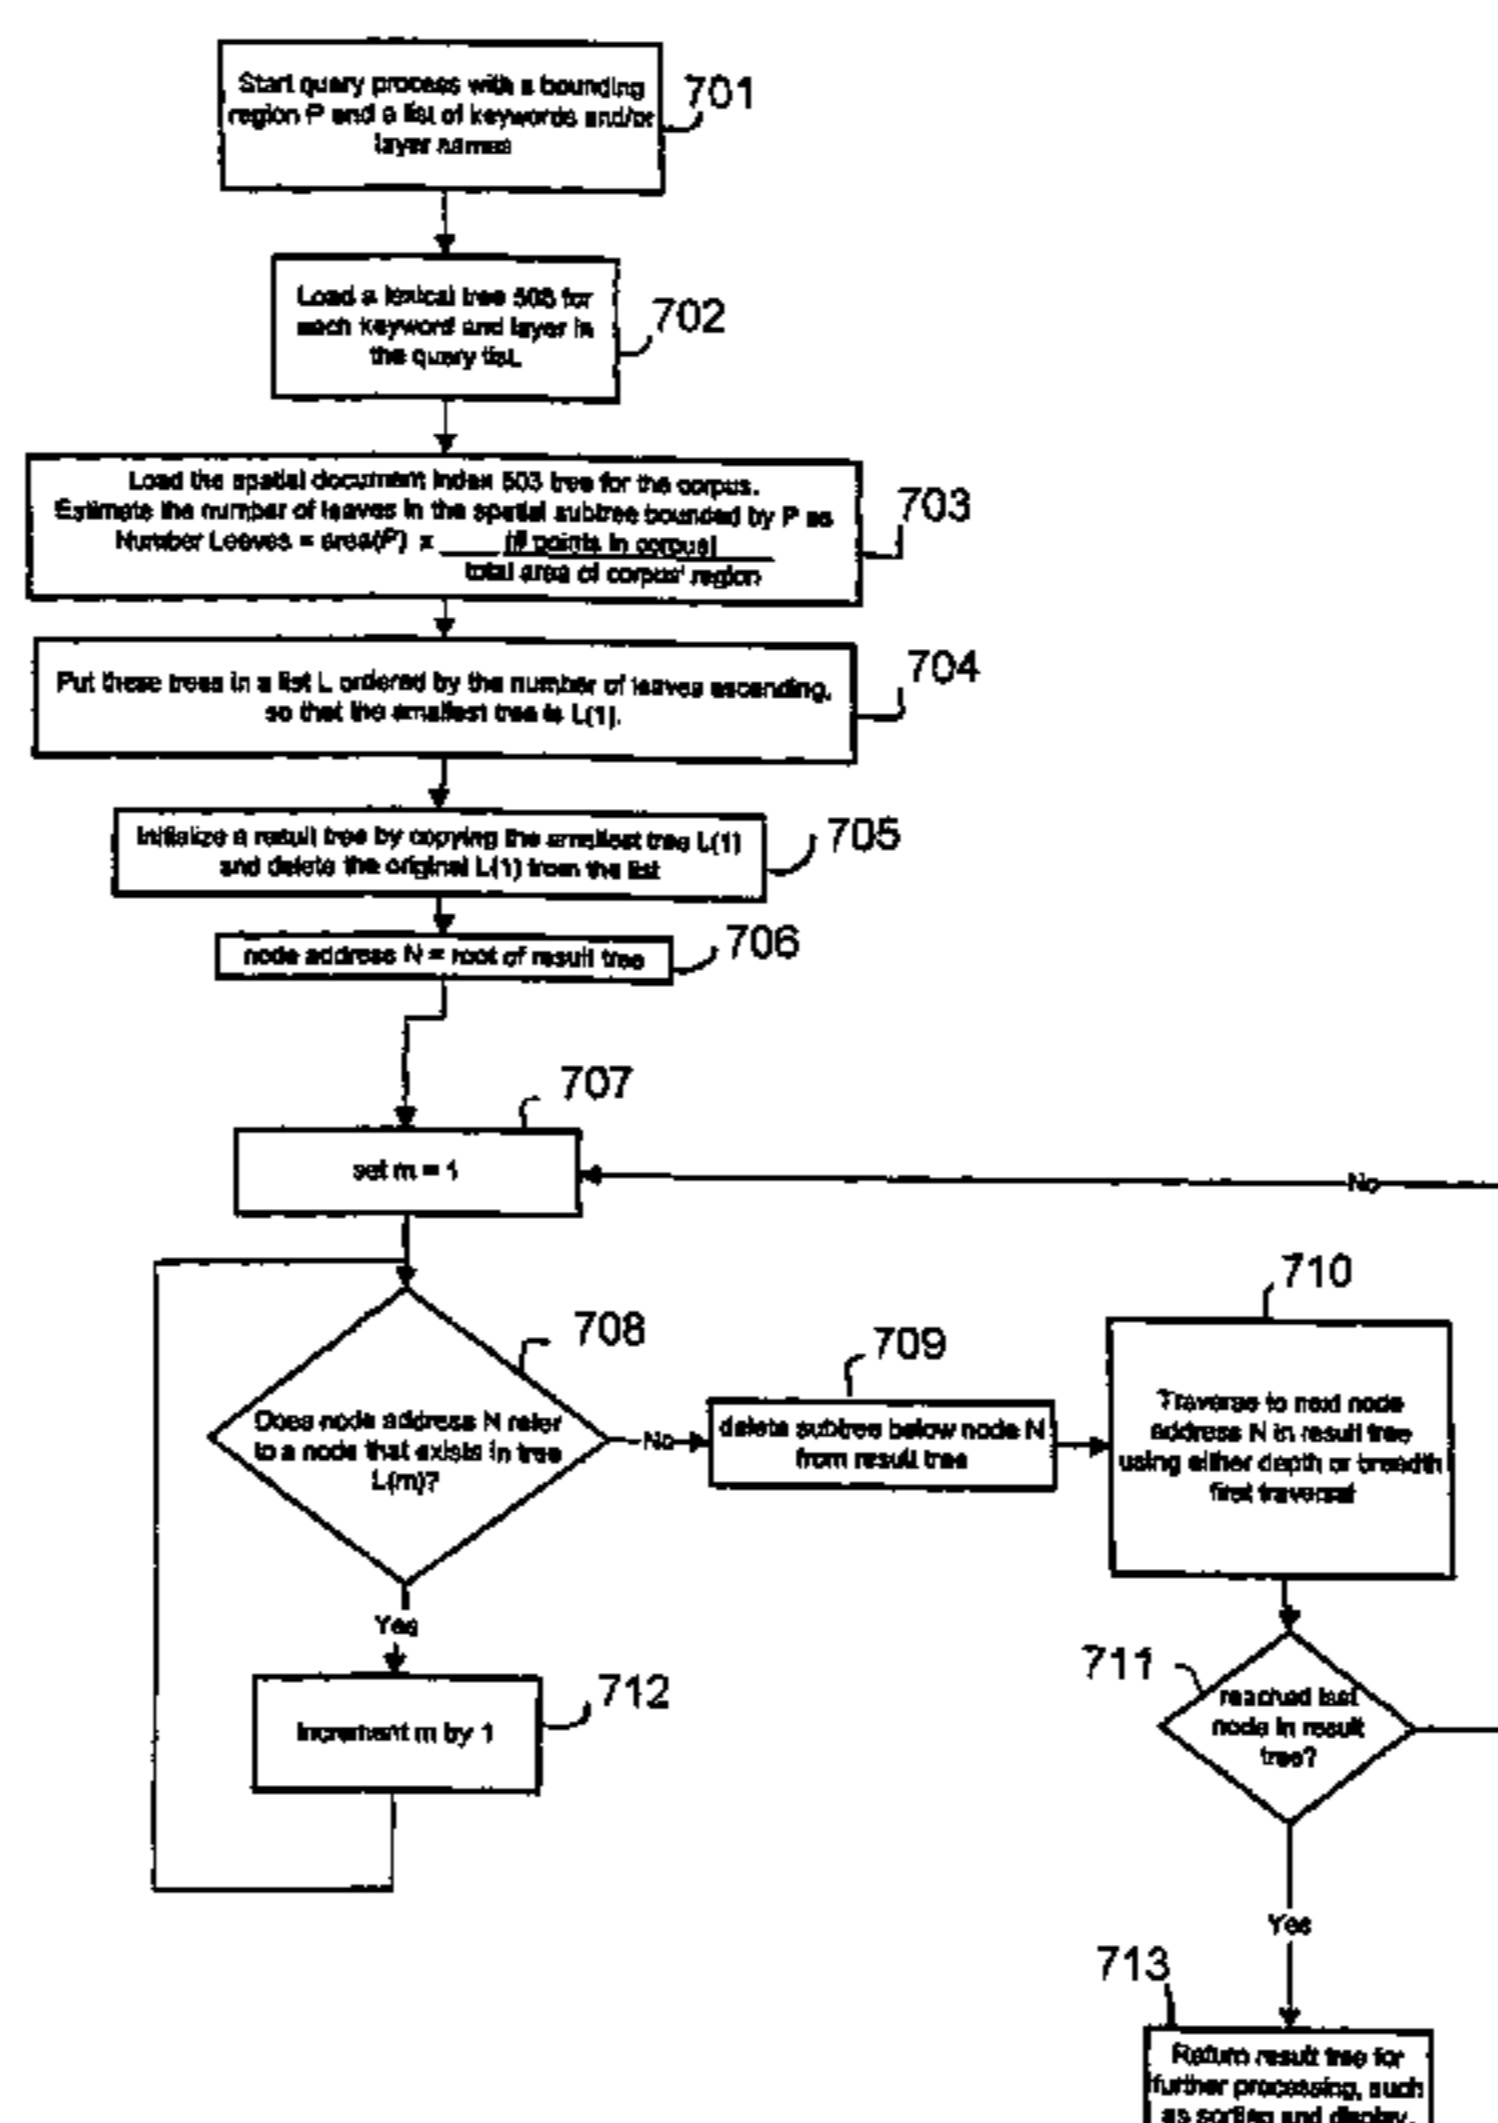 Start query process with a bounding
region P and a list of keywords and/or
layer names
701
Load a lexical tree 506 for
each keyword and layer in
the query list.
702
Load the spatial document index 503 tree for the corpus.
Estimate the number of leaves in the spatial subtree bounded by P as
Number Leaves = area(P) x (# points in corpus)
total area of corpus' region
703
Put these trees in a list L ordered by the number of leaves ascending,
so that the smallest tree is L(1).
704
Initialize a result tree by copying the smallest tree L(1)
and delete the original L(1) from the list
705
node address N = root of result tree
706
707
set m = 1
No
708
Does node address N refer
to a node that exists in tree
L(m)?
No
709
delete subtree below node N
from result tree
710
Traverse to next node
address N in result tree
using either depth or breadth
first traversal
Yes
712
Increment m by 1
711
reached last
node in result
tree?
Yes
713
Return result tree for
further processing, such
as sorting and display.